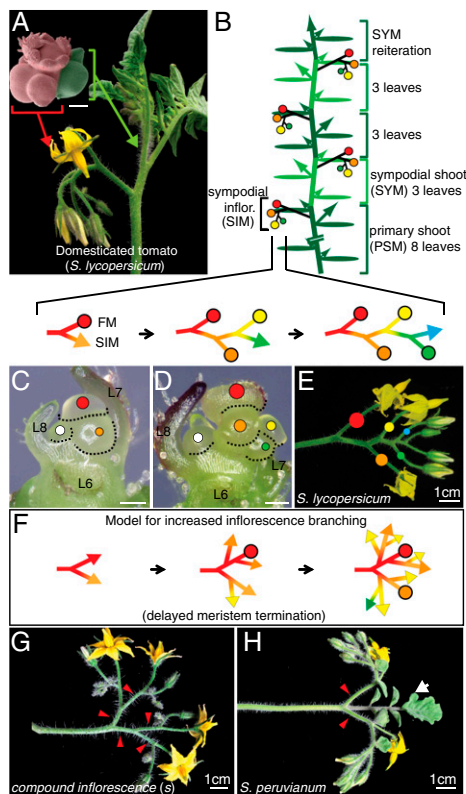 A
B
SYM
reiteration
3 leaves
3 leaves
sympodial shoot
(SYM) 3 leaves
sympodial
inflor.
(SIM)
primary shoot
(PSM) 8 leaves
Domesticated tomato
(S. lycopersicum)
FM
SIM
C
L7
L8
L6
D
L8
L7
L6
E
S. lycopersicum
1cm
F
Model for increased inflorescence branching
(delayed meristem termination)
G
compound inflorescence (s)
1cm
H
S. peruvianum
1cm